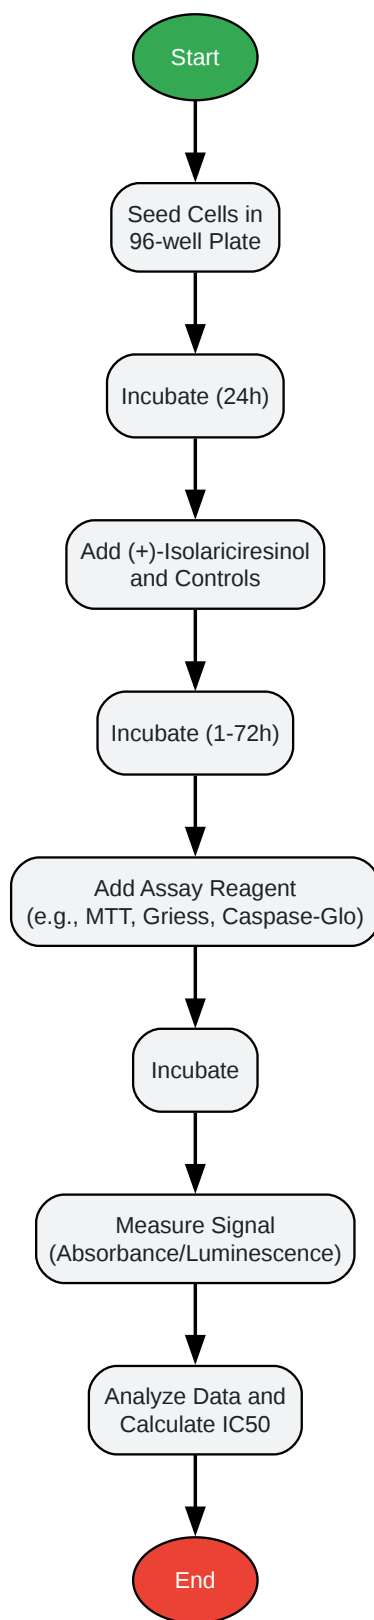 Start
Seed Cells in
96-well Plate
Incubate (24h)
Add (+)-Isolariciresinol
and Controls
Incubate (1-72h)
Add Assay Reagent
(e.g., MTT, Griess, Caspase-Glo)
Incubate
Measure Signal
(Absorbance/Luminescence)
Analyze Data and
Calculate IC50
End